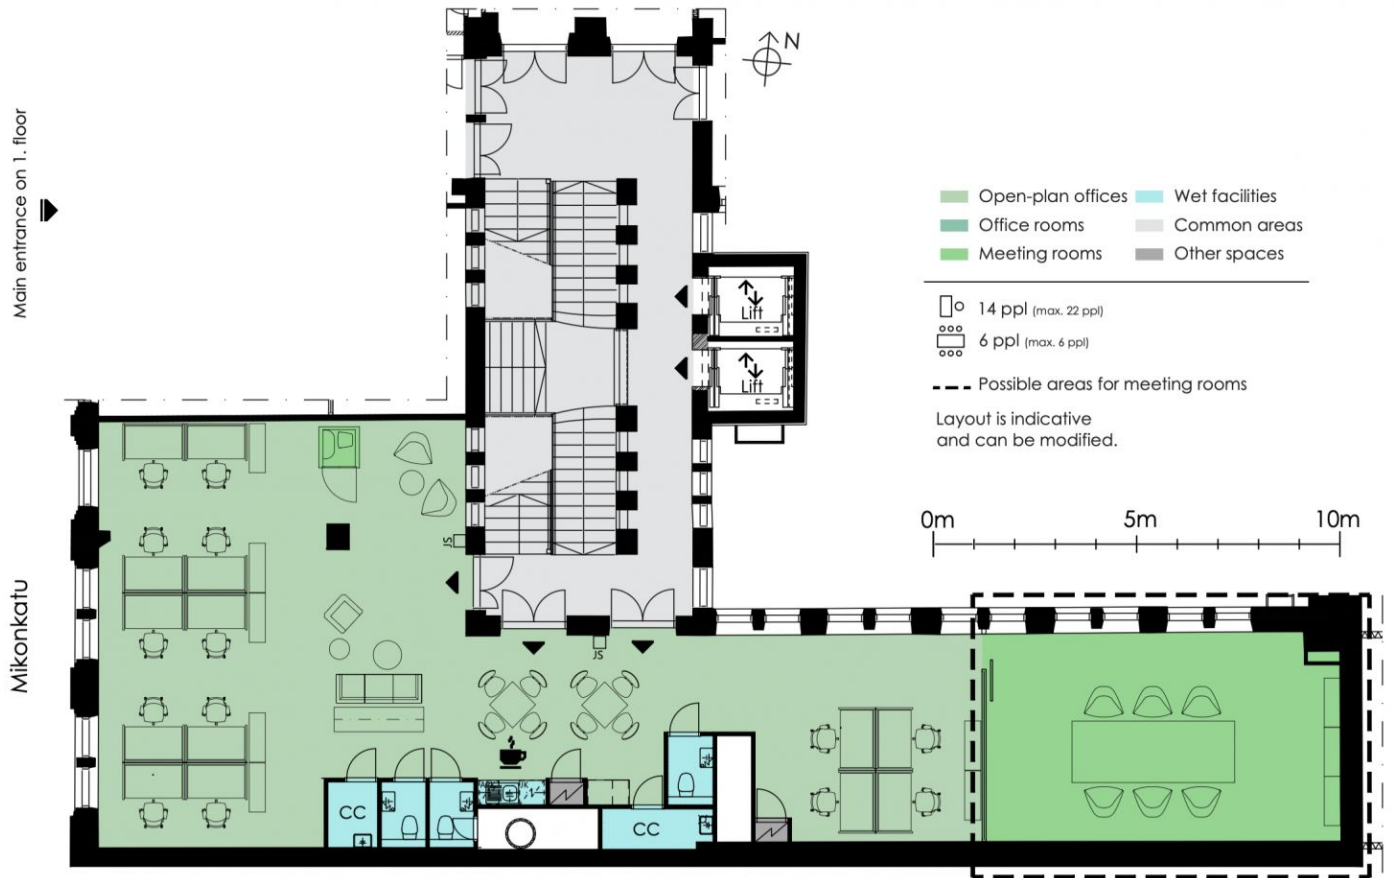 N
Main entrance on 1. floor
Open-plan offices
Wet facilities
Office rooms
Common areas
Meeting rooms
Other spaces
14 ppl (max. 22 ppl)
6 ppl (max. 6 ppl)
Possible areas for meeting rooms
Layout is indicative
and can be modified.
Lift
Lift
0m
5m
10m
JS
JS
Mikonkatu
CC
CC